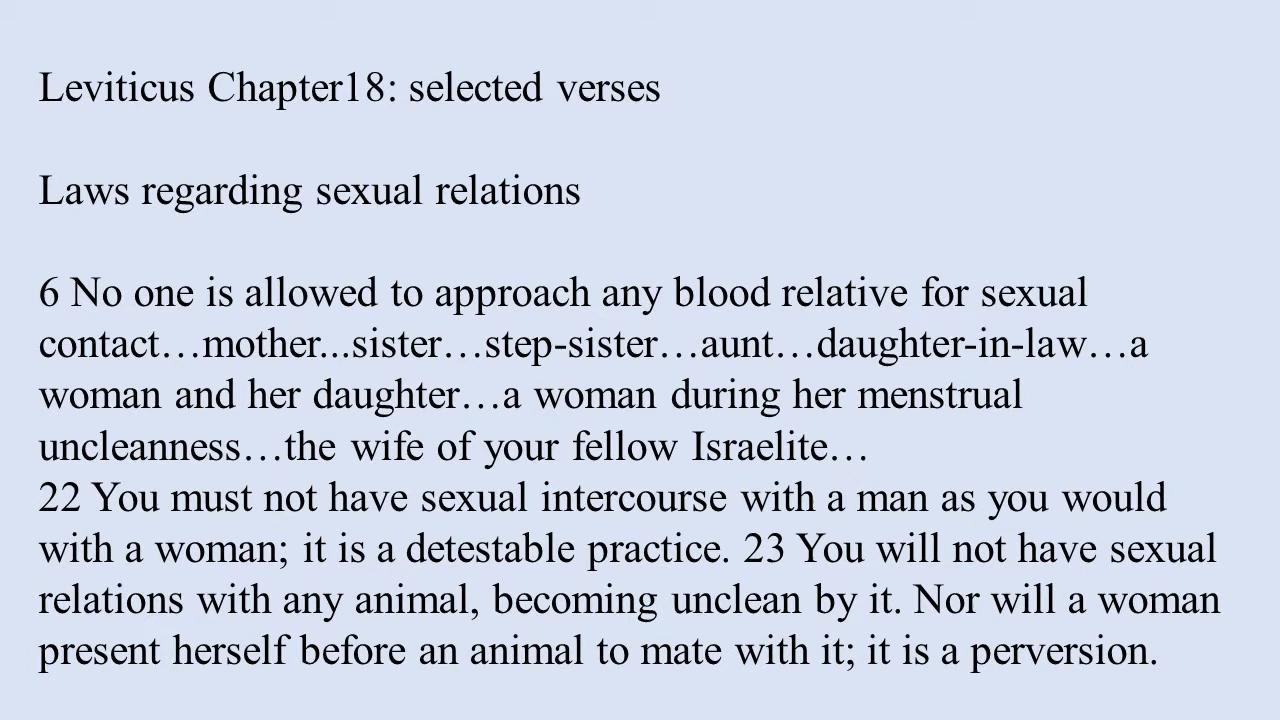 Leviticus Chapter18: selected verses
Laws regarding sexual relations
6 No one is allowed to approach any blood relative for sexual
contact…mother...sister…step-sister…aunt…daughter-in-law…a
woman and her daughter…a woman during her menstrual
uncleanness…the wife of your fellow Israelite…
22 You must not have sexual intercourse with a man as you would
with a woman; it is a detestable practice. 23 You will not have sexual
relations with any animal, becoming unclean by it. Nor will a woman
present herself before an animal to mate with it; it is a perversion.